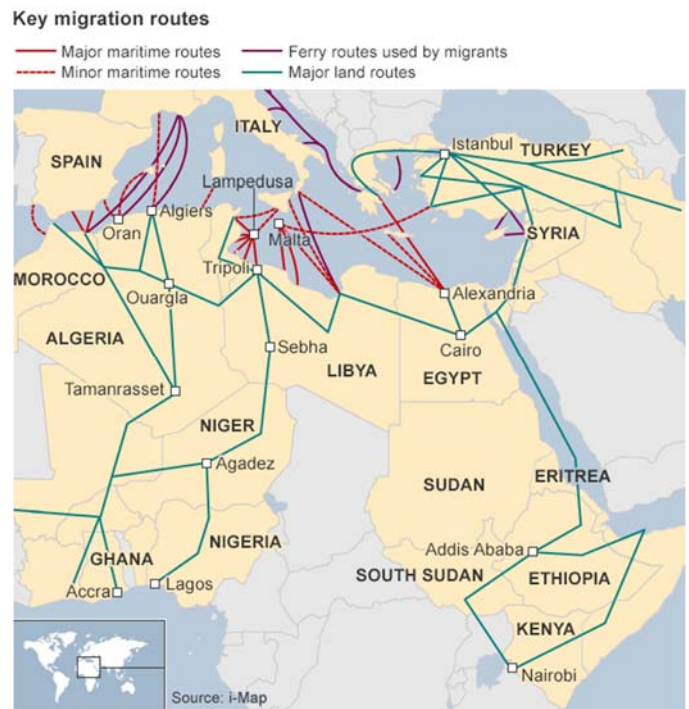 Key migration routes
Major maritime routes
Ferry routes used by migrants
Minor maritime routes
Major land routes
ITALY
Istanbul
TURKEY
SPAIN
Lampedusa
Algiers
Oran
Malta
SYRIA
Tripoli
MOROCCO
Ouargla
Alexandria
ALGERIA
Sebha
Cairo
LIBYA
EGYPT
Tamanrasset
NIGER
Agadez
SUDAN
ERITREA
NIGERIA
GHANA
Addis Ababa
SOUTH SUDAN
ETHIOPIA
Accra
Lagos
KENYA
Nairobi
Source: i-Map